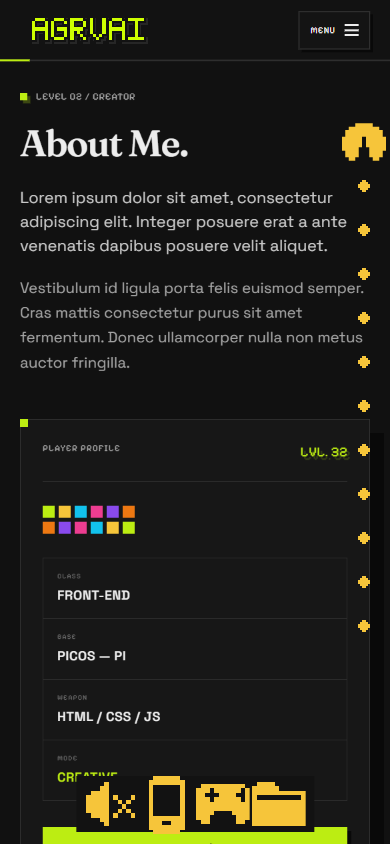 AGRVAI
MENU
LEVEL 02 / CREATOR
About Me.
Lorem ipsum dolor sit amet, consectetur
adipiscing elit. Integer posuere erat a ante
venenatis dapibus posuere velit aliquet.
Vestibulum id ligula porta felis euismod semper.
Cras mattis consectetur purus sit amet
fermentum. Donec ullamcorper nulla non metus
auctor fringilla.
PLAYER PROFILE
LVL. 32
CLASS
FRONT-END
BASE
PICOS — PI
WEAPON
HTML / CSS / JS
MODE
CREATIVE